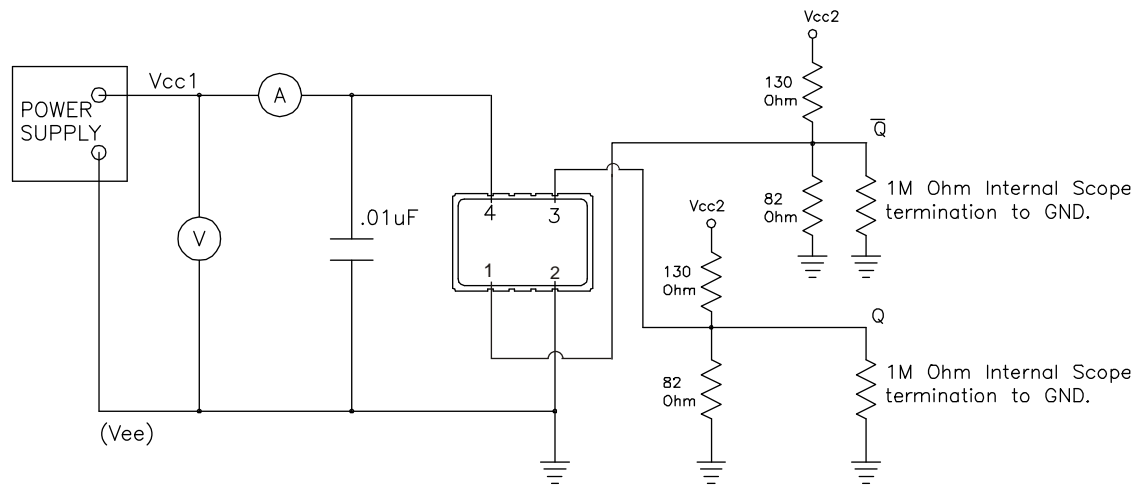 POWER
SUPPLY
Vcc1
A
V
.01uF
4
3
1
2
(Vee)
Vcc2
130
Ohm
Q̅
82
Ohm
1M Ohm Internal Scope
termination to GND.
Vcc2
130
Ohm
Q
82
Ohm
1M Ohm Internal Scope
termination to GND.